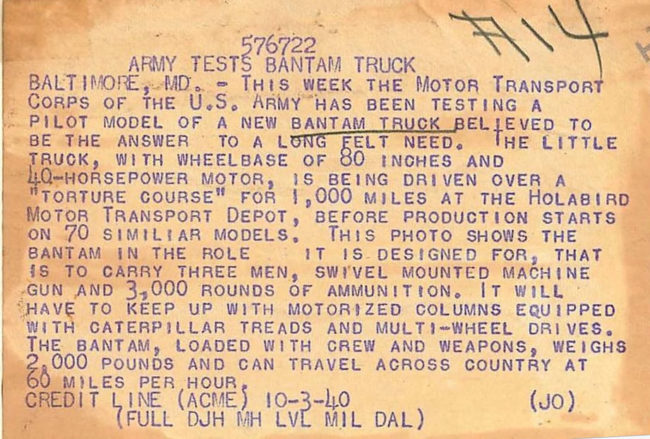 #14
576722
ARMY TESTS BANTAM TRUCK
BALTIMORE, MD. - THIS WEEK THE MOTOR TRANSPORT
CORPS OF THE U.S. ARMY HAS BEEN TESTING A
PILOT MODEL OF A NEW BANTAM TRUCK BELIEVED TO
BE THE ANSWER TO A LONG FELT NEED. THE LITTLE
TRUCK, WITH WHEELBASE OF 80 INCHES AND
40-HORSEPOWER MOTOR, IS BEING DRIVEN OVER A
"TORTURE COURSE" FOR 1,000 MILES AT THE HOLABIRD
MOTOR TRANSPORT DEPOT, BEFORE PRODUCTION STARTS
ON 70 SIMILIAR MODELS. THIS PHOTO SHOWS THE
BANTAM IN THE ROLE IT IS DESIGNED FOR, THAT
IS TO CARRY THREE MEN, SWIVEL MOUNTED MACHINE
GUN AND 3,000 ROUNDS OF AMMUNITION. IT WILL
HAVE TO KEEP UP WITH MOTORIZED COLUMNS EQUIPPED
WITH CATERPILLAR TREADS AND MULTI-WHEEL DRIVES.
THE BANTAM, LOADED WITH CREW AND WEAPONS, WEIGHS
2,000 POUNDS AND CAN TRAVEL ACROSS COUNTRY AT
60 MILES PER HOUR.
CREDIT LINE (ACME) 10-3-40 (JO)
(FULL DJH MH LVL MIL DAL)